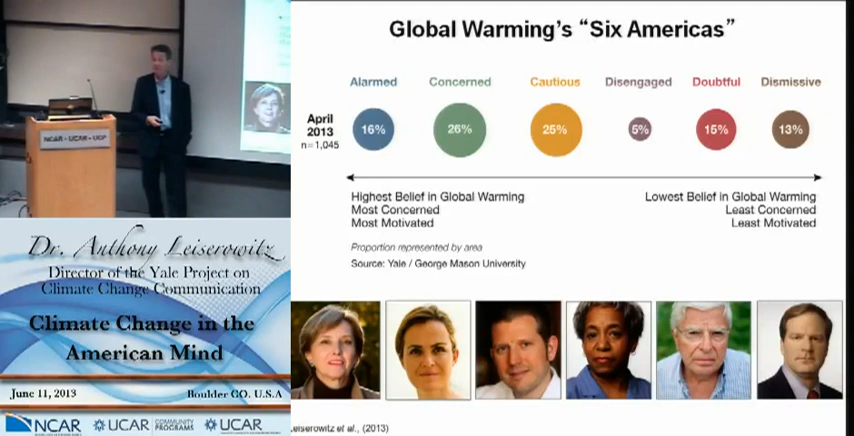 Global Warming's “Six Americas”
Alarmed
Concerned
Cautious
Disengaged
Doubtful
Dismissive
April
2013
n=1,045
16%
26%
25%
5%
15%
13%
Highest Belief in Global Warming
Most Concerned
Most Motivated
Lowest Belief in Global Warming
Least Concerned
Least Motivated
Proportion represented by area
Source: Yale / George Mason University
Leiserowitz et al., (2013)
NCAR • UCAR • UCP
Dr. Anthony Leiserowitz
Director of the Yale Project on
Climate Change Communication
Climate Change in the
American Mind
June 11, 2013
Boulder CO. U.S.A
NCAR
UCAR
COMMUNITY
PROGRAMS
UCAR